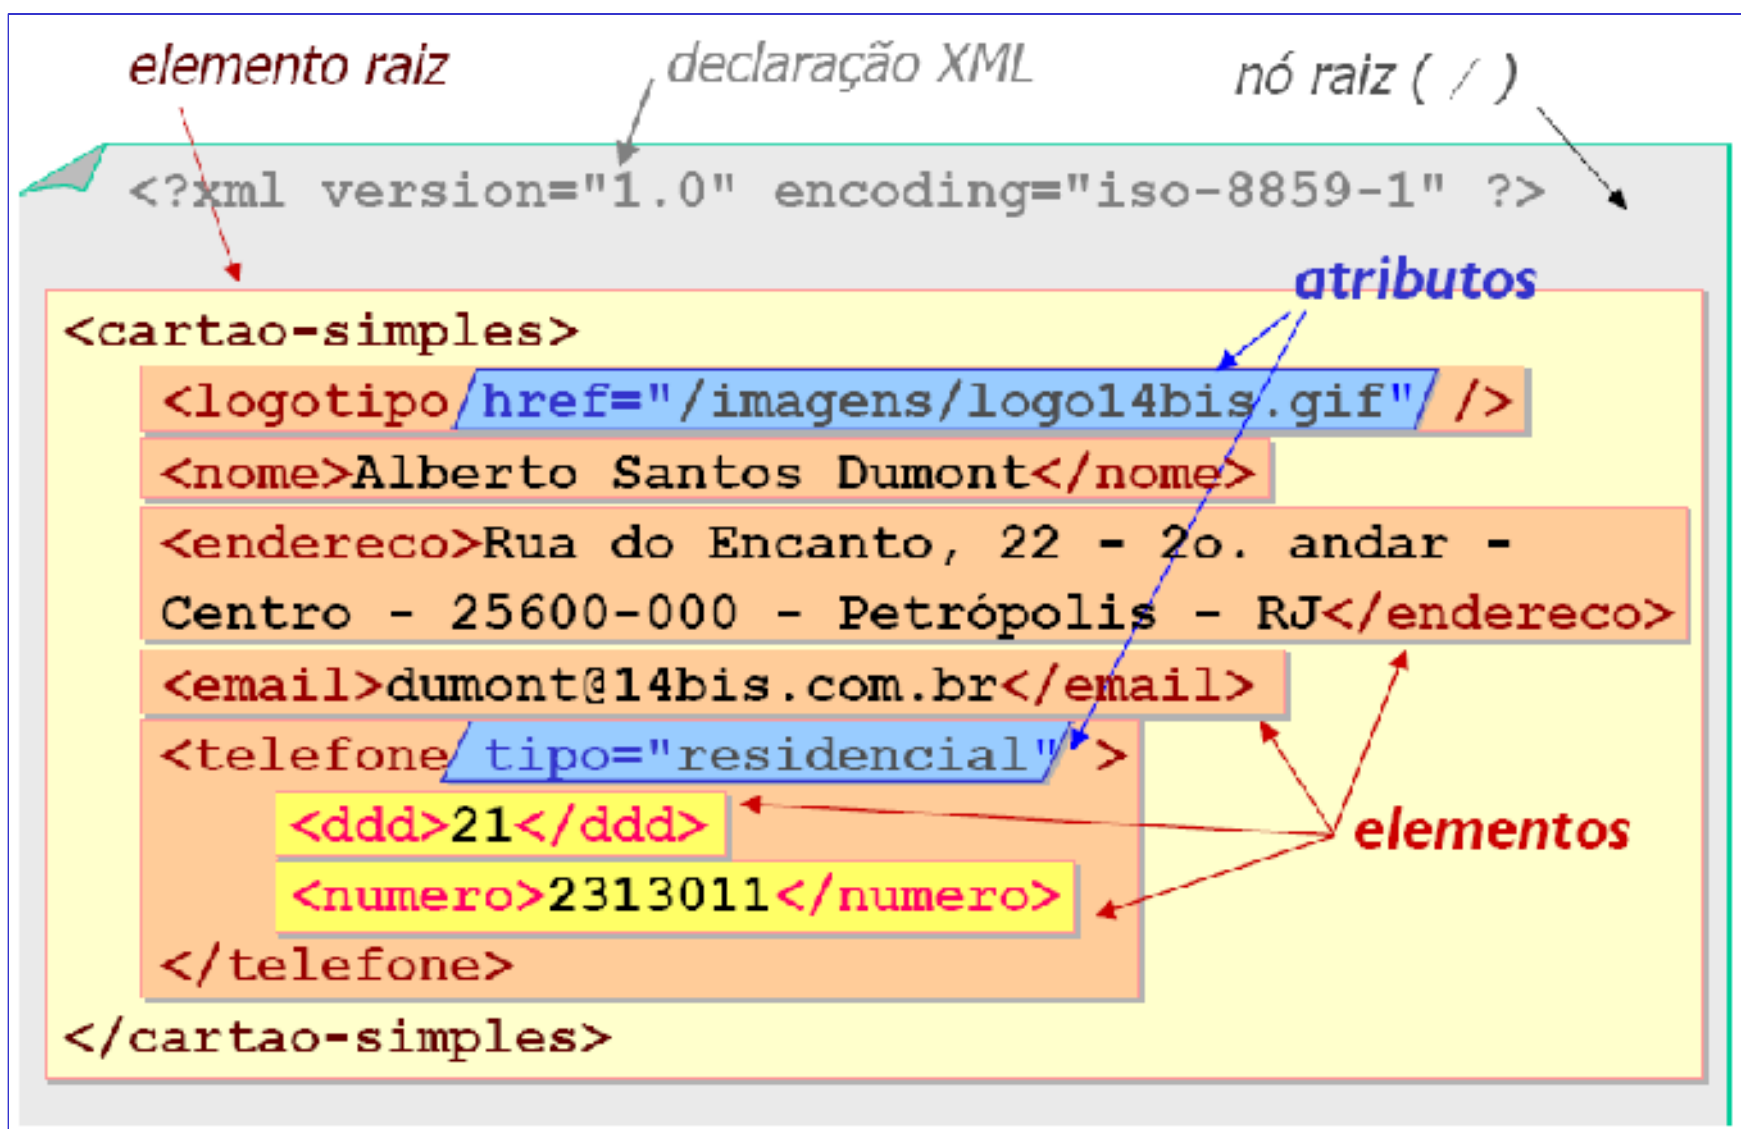 elemento raiz
declaração XML
nó raiz ( / )
<?xml version="1.0" encoding="iso-8859-1" ?>
atributos
<cartao-simples>
<logotipo href="/imagens/logo14bis.gif" />
<nome>Alberto Santos Dumont</nome>
<endereco>Rua do Encanto, 22 - 2o. andar -
Centro - 25600-000 - Petrópolis - RJ</endereco>
<email>dumont@14bis.com.br</email>
<telefone tipo="residencial" >
<ddd>21</ddd>
elementos
<numero>2313011</numero>
</telefone>
</cartao-simples>